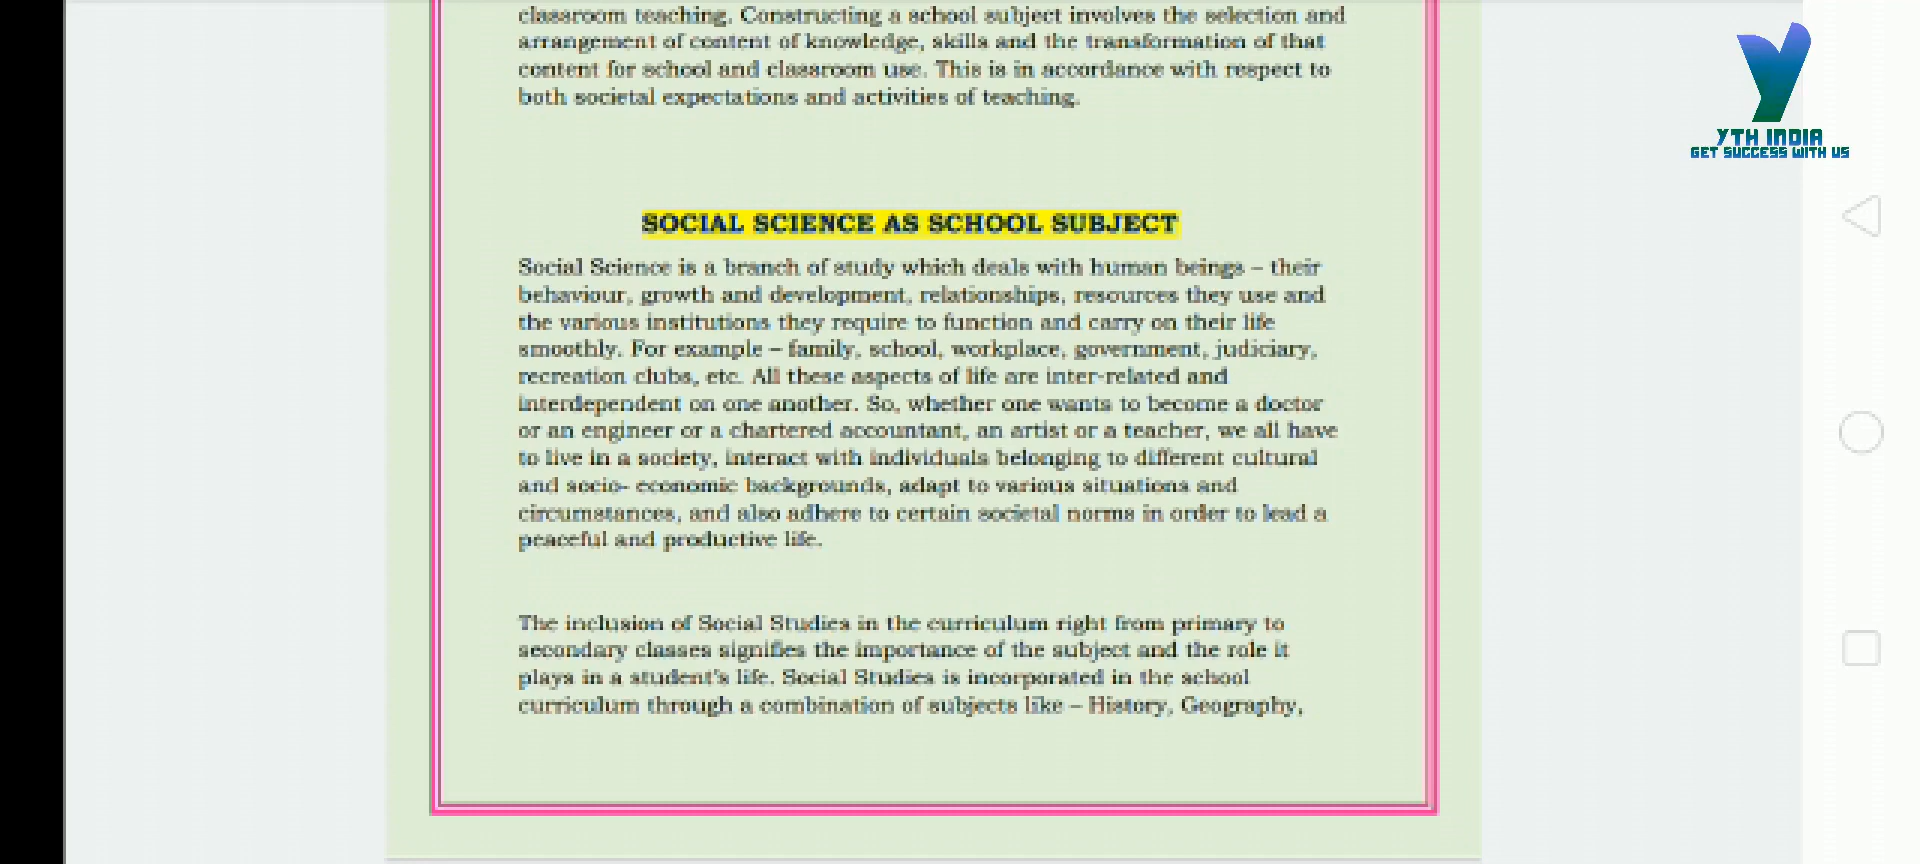 classroom teaching. Constructing a school subject involves the selection and
arrangement of content of knowledge, skills and the transformation of that
content for school and classroom use. This is in accordance with respect to
both societal expectations and activities of teaching.
SOCIAL SCIENCE AS SCHOOL SUBJECT
Social Science is a branch of study which deals with human beings – their
behaviour, growth and development, relationships, resources they use and
the various institutions they require to function and carry on their life
smoothly. For example – family, school, workplace, government, judiciary,
recreation clubs, etc. All these aspects of life are inter-related and
interdependent on one another. So, whether one wants to become a doctor
or an engineer or a chartered accountant, an artist or a teacher, we all have
to live in a society, interact with individuals belonging to different cultural
and socio- economic backgrounds, adapt to various situations and
circumstances, and also adhere to certain societal norms in order to lead a
peaceful and productive life.
The inclusion of Social Studies in the curriculum right from primary to
secondary classes signifies the importance of the subject and the role it
plays in a student's life. Social Studies is incorporated in the school
curriculum through a combination of subjects like – History, Geography,
YTH INDIA
GET SUCCESS WITH US